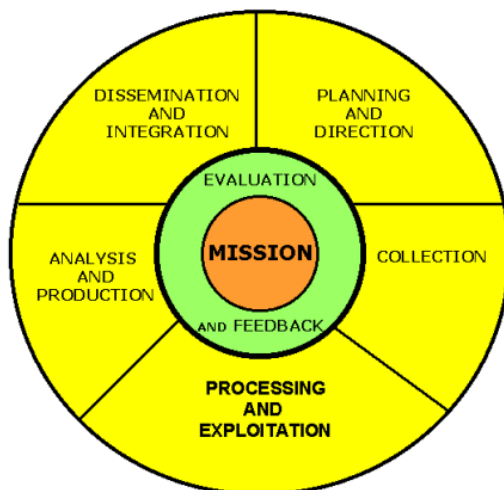 DISSEMINATION
AND
INTEGRATION
PLANNING
AND
DIRECTION
EVALUATION
MISSION
AND FEEDBACK
ANALYSIS
AND
PRODUCTION
COLLECTION
PROCESSING
AND
EXPLOITATION